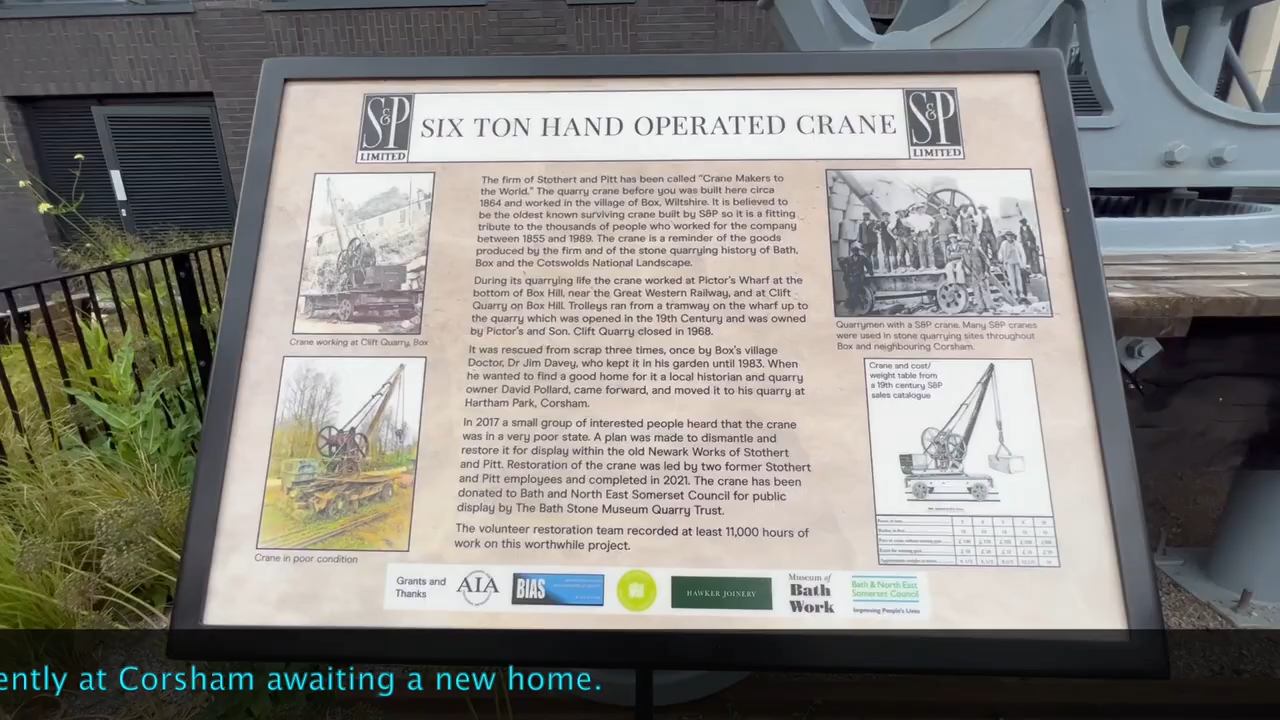 S&P
LIMITED
SIX TON HAND OPERATED CRANE
S&P
LIMITED
The firm of Stothert and Pitt has been called "Crane Makers to
the World." The quarry crane before you was built here circa
1864 and worked in the village of Box, Wiltshire. It is believed to
be the oldest known surviving crane built by S&P so it is a fitting
tribute to the thousands of people who worked for the company
between 1855 and 1989. The crane is a reminder of the goods
produced by the firm and of the stone quarrying history of Bath,
Box and the Cotswolds National Landscape.
During its quarrying life the crane worked at Pictor's Wharf at the
bottom of Box Hill, near the Great Western Railway, and at Clift
Quarry on Box Hill. Trolleys ran from a tramway on the wharf up to
the quarry which was opened in the 19th Century and was owned
by Pictor's and Son. Clift Quarry closed in 1968.
It was rescued from scrap three times, once by Box's village
Doctor, Dr Jim Davey, who kept it in his garden until 1983. When
he wanted to find a good home for it a local historian and quarry
owner David Pollard, came forward, and moved it to his quarry at
Hartham Park, Corsham.
In 2017 a small group of interested people heard that the crane
was in a very poor state. A plan was made to dismantle and
restore it for display within the old Newark Works of Stothert
and Pitt. Restoration of the crane was led by two former Stothert
and Pitt employees and completed in 2021. The crane has been
donated to Bath and North East Somerset Council for public
display by The Bath Stone Museum Quarry Trust.
The volunteer restoration team recorded at least 11,000 hours of
work on this worthwhile project.
Crane working at Clift Quarry, Box
Crane in poor condition
Quarrymen with a S&P crane. Many S&P cranes
were used in stone quarrying sites throughout
Box and neighbouring Corsham.
Crane and cost/
weight table from
a 19th century S&P
sales catalogue
Grants and
Thanks
AIA
BIAS
HAWKER JOINERY
Museum of
Bath
Work
Bath & North East
Somerset Council
Improving People's Lives
ently at Corsham awaiting a new home.